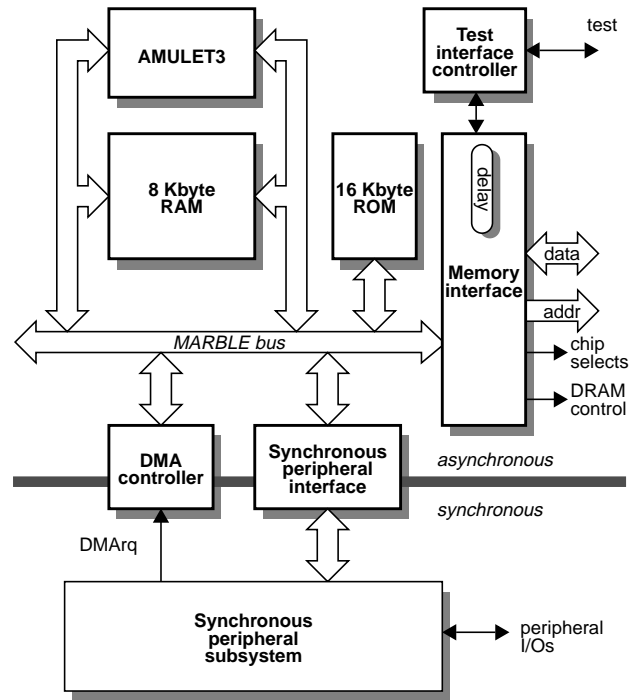 AMULET3
Test
interface
controller
test
8 Kbyte
RAM
16 Kbyte
ROM
delay
Memory
interface
data
addr
chip
selects
DRAM
control
MARBLE bus
DMA
controller
Synchronous
peripheral
interface
asynchronous
synchronous
DMArq
Synchronous
peripheral
subsystem
peripheral
I/Os